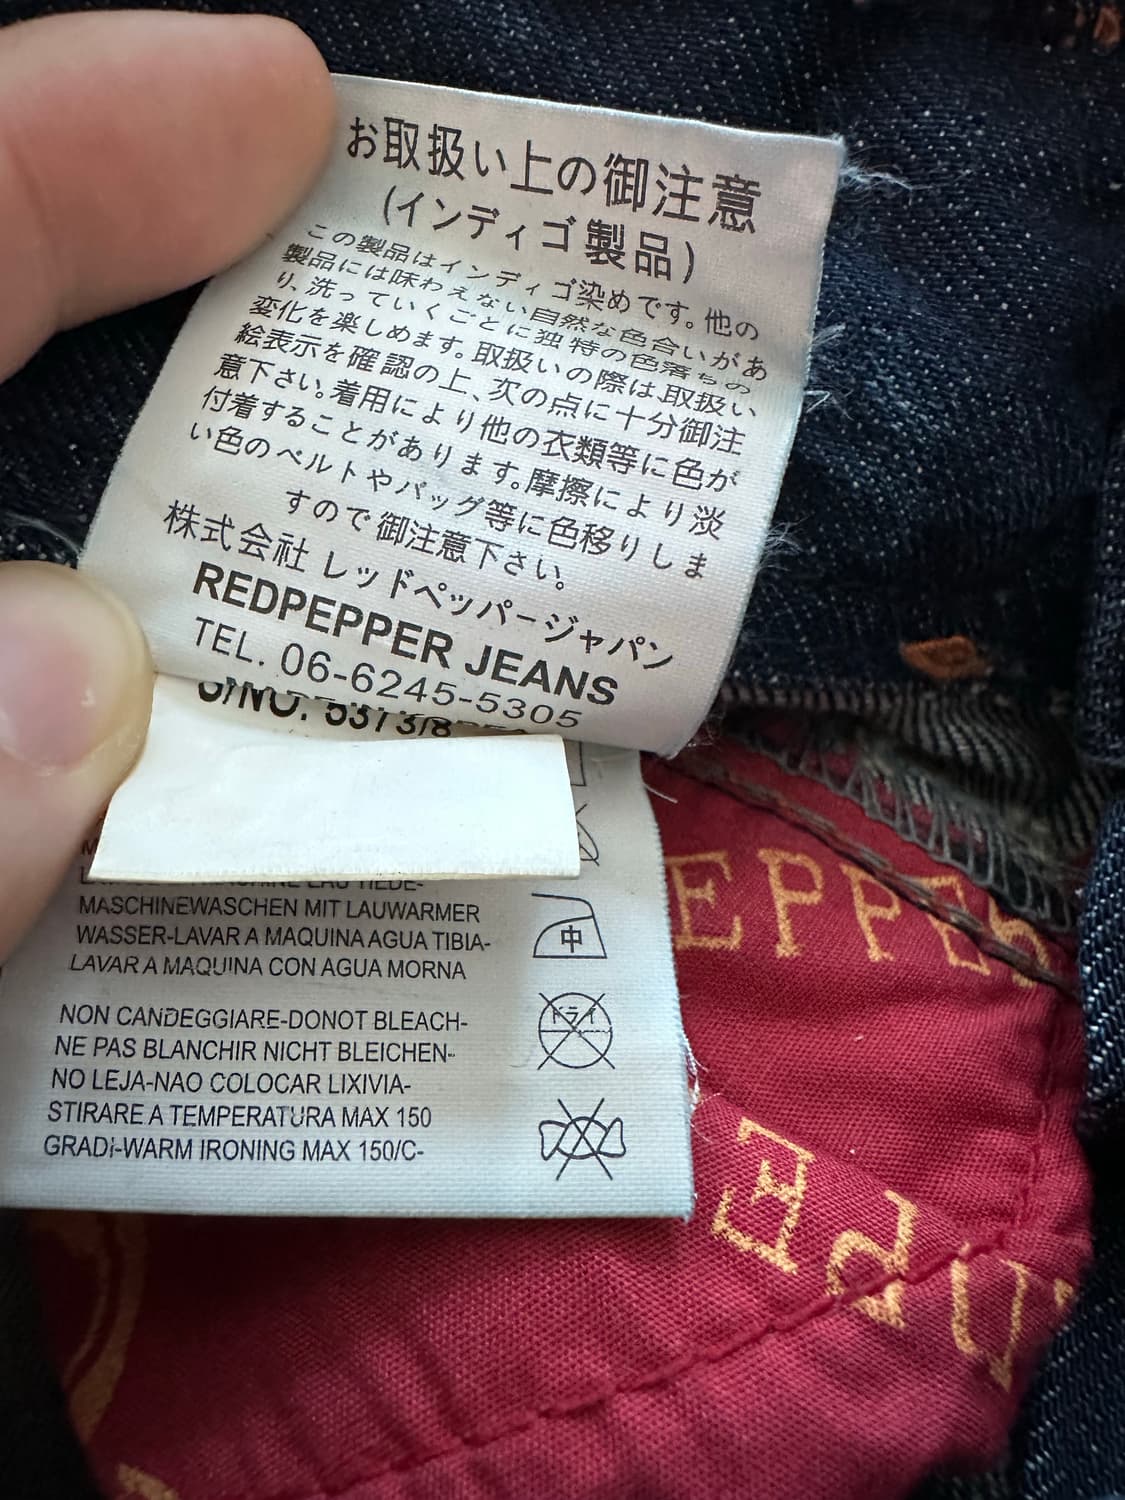 お取扱い上の御注意
(インディゴ製品)
この製品はインディゴ染めです。他の
製品には味わえない自然な色合いがあ
り、洗っていくごとに独特の色落ちの
変化を楽しめます。取扱いの際は、取扱い
絵表示を確認の上、次の点に十分御注
意下さい。着用により他の衣類等に色が
付着することがあります。摩擦により淡
い色のベルトやバッグ等に色移りしま
すので御注意下さい。
株式会社 レッドペッパージャパン
REDPEPPER JEANS
TEL. 06-6245-5305
MASCHINEWASCHEN MIT LAUWARMER
WASSER-LAVAR A MAQUINA AGUA TIBIA-
LAVAR A MAQUINA CON AGUA MORNA
中
NON CANDEGGIARE-DONOT BLEACH-
NE PAS BLANCHIR NICHT BLEICHEN-
NO LEJA-NAO COLOCAR LIXIVIA-
STIRARE A TEMPERATURA MAX 150
GRADI-WARM IRONING MAX 150/C-
ドライ
EPPER
PE